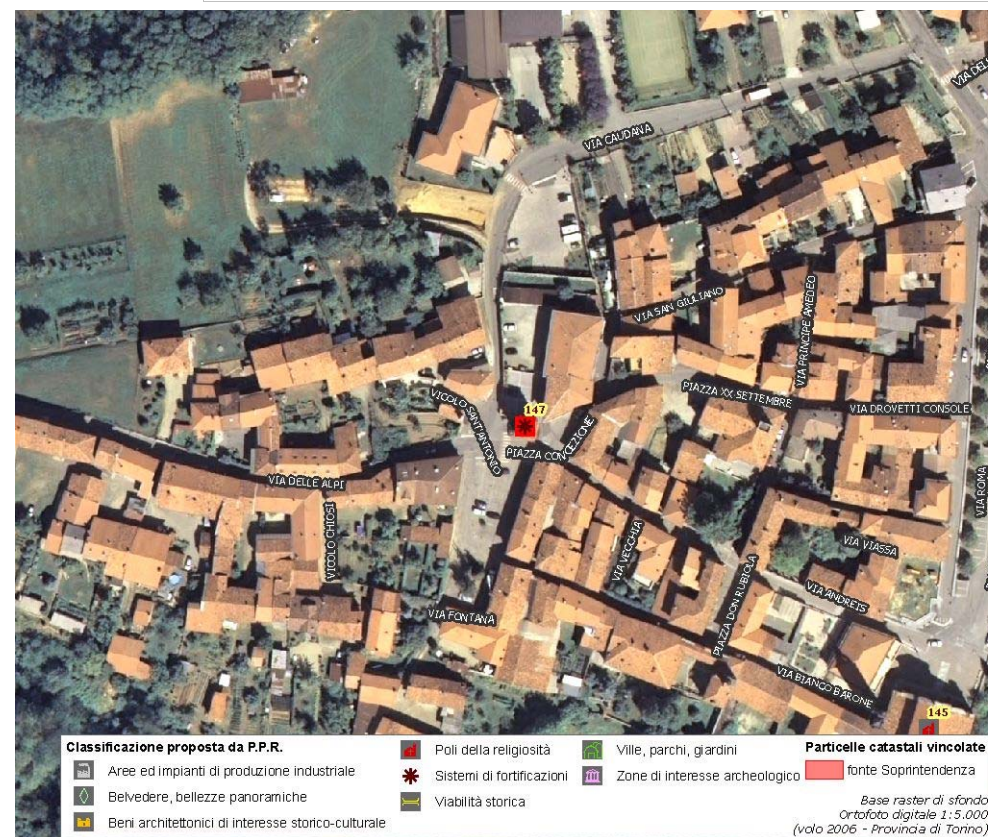 VIA DELS
VIA CAUDANA
VIA SAN GIULIANO
VIA PRINCIPE AMEDEO
PIAZZA XX SETTEMBRE
VIA DROVETTI CONSOLE
VICOLO SANT'ANTONIO
147
PIAZZA CONCEZIONE
VIA DELLE ALPI
VICOLO CHIOSI
VIA VECCHIA
VIA ROMA
VIA VIASSA
VIA ANDREIS
PIAZZA DON RUBIOLA
VIA FONTANA
VIA BIANCO BARONE
145
Classificazione proposta da P.P.R.
Aree ed impianti di produzione industriale
Belvedere, bellezze panoramiche
Beni architettonici di interesse storico-culturale
Poli della religiosità
Sistemi di fortificazioni
Viabilità storica
Ville, parchi, giardini
Zone di interesse archeologico
Particelle catastali vincolate
fonte Soprintendenza
Base raster di sfondo
Ortofoto digitale 1:5.000
(volo 2006 - Provincia di Torino)